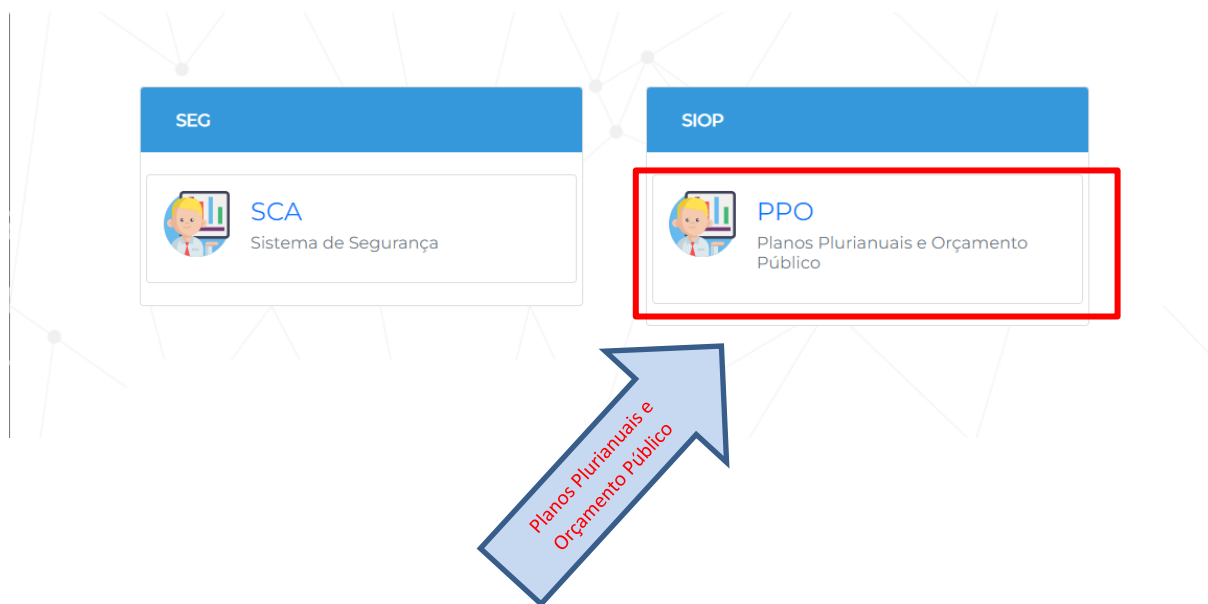 SEG
SCA
Sistema de Segurança
SIOP
PPO
Planos Plurianuais e Orçamento
Público
Planos Plurianuais e
Orçamento Público